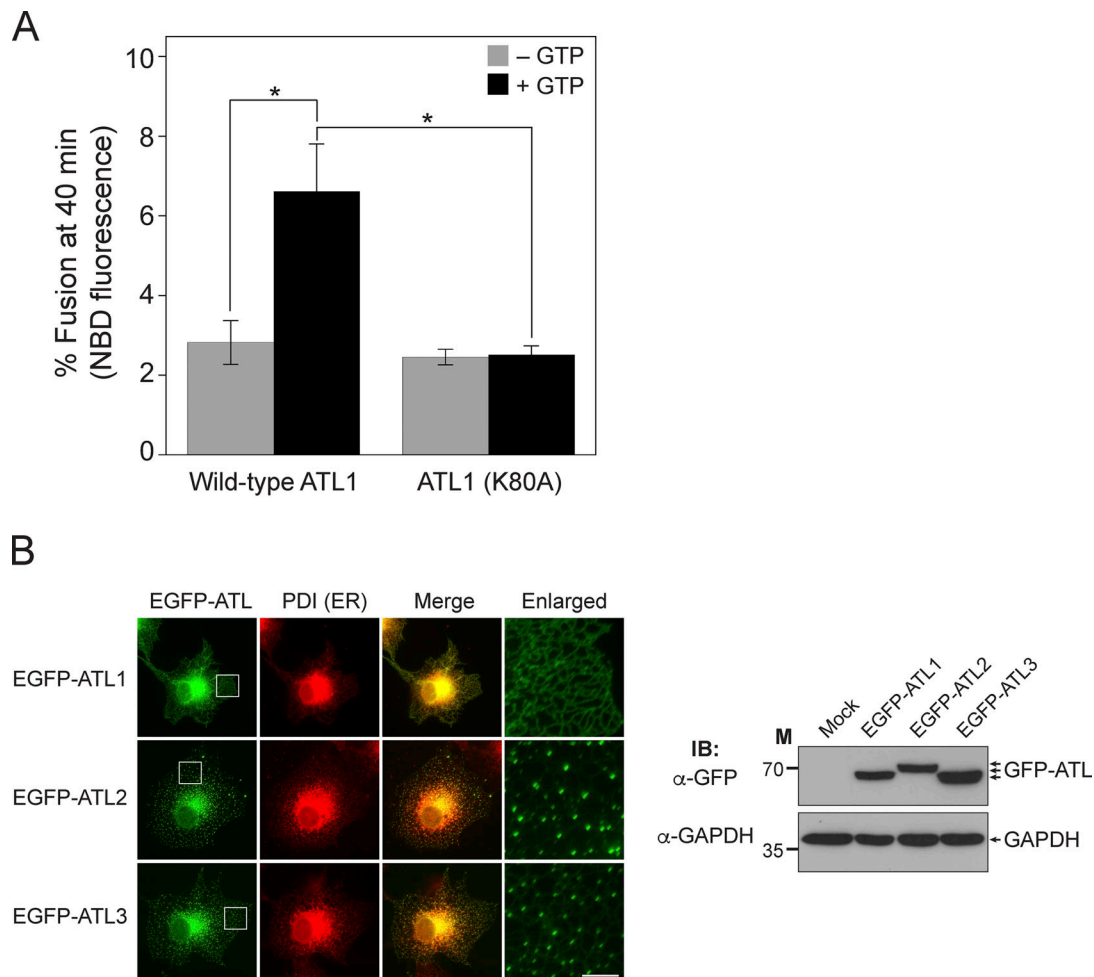 A
% Fusion at 40 min
(NBD fluorescence)
10
8
6
4
2
0
– GTP
+ GTP
*
*
Wild-type ATL1
ATL1 (K80A)
B
EGFP-ATL
PDI (ER)
Merge
Enlarged
EGFP-ATL1
EGFP-ATL2
EGFP-ATL3
Mock
EGFP-ATL1
EGFP-ATL2
EGFP-ATL3
IB:
M
α-GFP
70
GFP-ATL
α-GAPDH
35
GAPDH